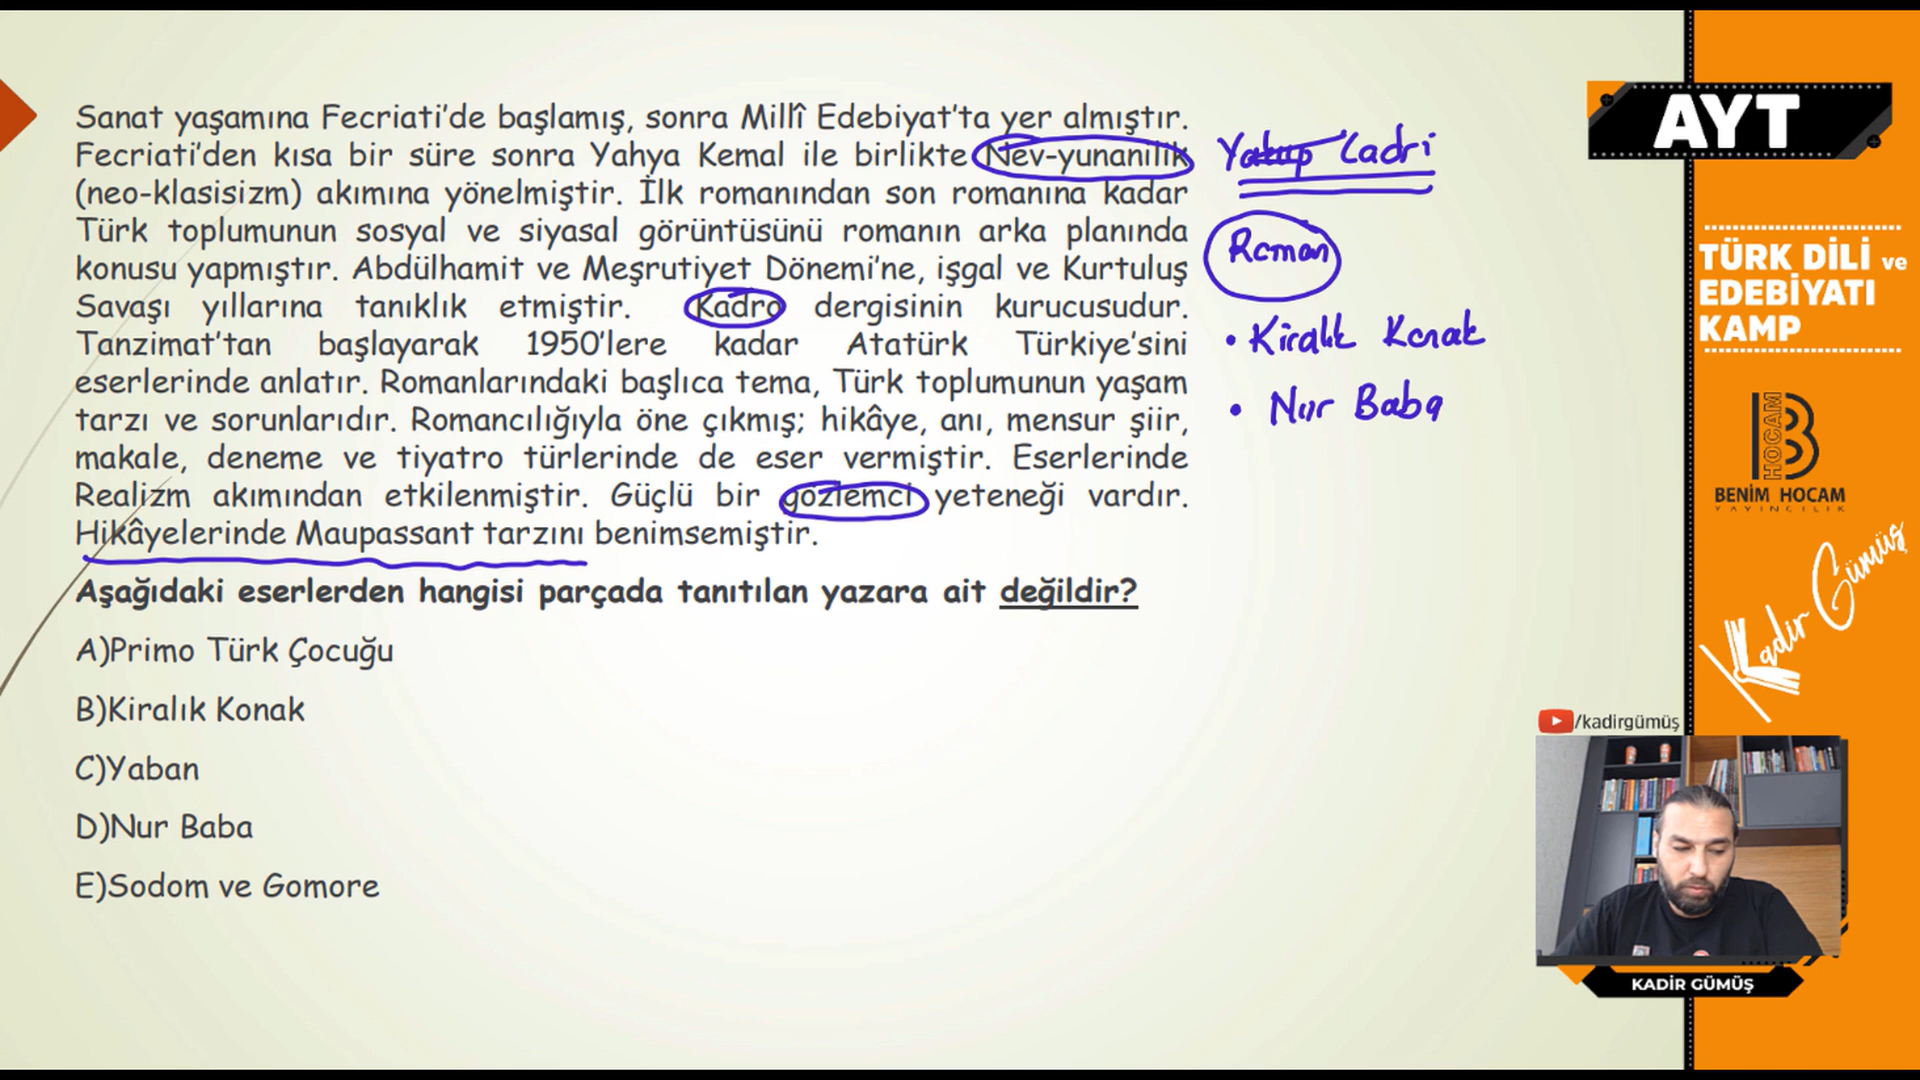 Sanat yaşamına Fecriati’de başlamış, sonra Millî Edebiyat’ta yer almıştır.
Fecriati’den kısa bir süre sonra Yahya Kemal ile birlikte Nev-yunanilik
(neo-klasisizm) akımına yönelmiştir. İlk romanından son romanına kadar
Türk toplumunun sosyal ve siyasal görüntüsünü romanın arka planında
konusu yapmıştır. Abdülhamit ve Meşrutiyet Dönemi’ne, işgal ve Kurtuluş
Savaşı yıllarına tanıklık etmiştir. Kadro dergisinin kurucusudur.
Tanzimat’tan başlayarak 1950’lere kadar Atatürk Türkiye’sini
eserlerinde anlatır. Romanlarındaki başlıca tema, Türk toplumunun yaşam
tarzı ve sorunlarıdır. Romancılığıyla öne çıkmış; hikâye, anı, mensur şiir,
makale, deneme ve tiyatro türlerinde de eser vermiştir. Eserlerinde
Realizm akımından etkilenmiştir. Güçlü bir gözlemci yeteneği vardır.
Hikâyelerinde Maupassant tarzını benimsemiştir.
Aşağıdaki eserlerden hangisi parçada tanıtılan yazara ait değildir?
A)Primo Türk Çocuğu
B)Kiralık Konak
C)Yaban
D)Nur Baba
E)Sodom ve Gomore
Yakup Cadri
Roman
• Kiralık Konak
• Nur Baba
AYT
TÜRK DİLİ ve
EDEBİYATI
KAMP
HOCAM
BENİM HOCAM
YAYINCILIK
Kadir Gümüş
/kadirgümüş
KADİR GÜMÜŞ